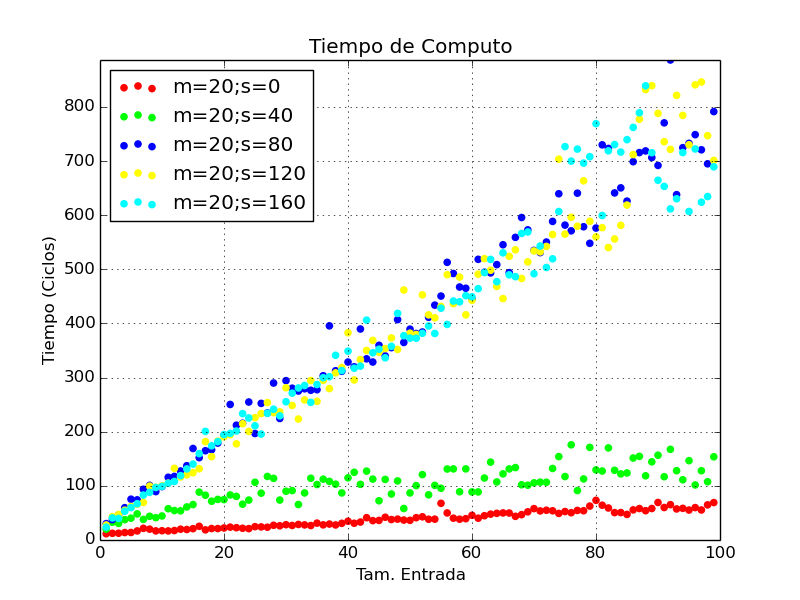 Tiempo de Computo
m=20;s=0
m=20;s=40
m=20;s=80
m=20;s=120
m=20;s=160
800
700
600
500
400
300
200
100
0
Tiempo (Ciclos)
0 20 40 60 80 100
Tam. Entrada